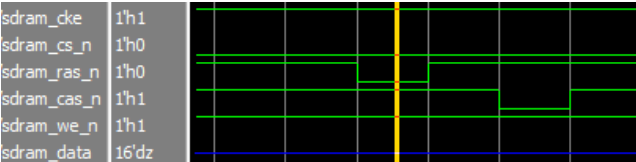 sdram_cke 1'h1
sdram_cs_n 1'h0
sdram_ras_n 1'h0
sdram_cas_n 1'h1
sdram_we_n 1'h1
sdram_data 16'dz